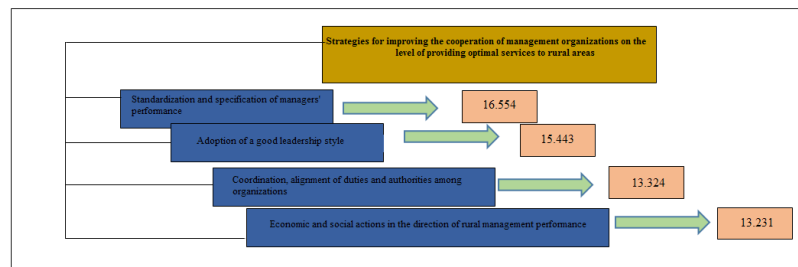 Strategies for improving the cooperation of management organizations on the
level of providing optimal services to rural areas
Standardization and specification of managers'
performance
16.554
Adoption of a good leadership style
15.443
Coordination, alignment of duties and authorities among
organizations
13.324
Economic and social actions in the direction of rural management performance
13.231